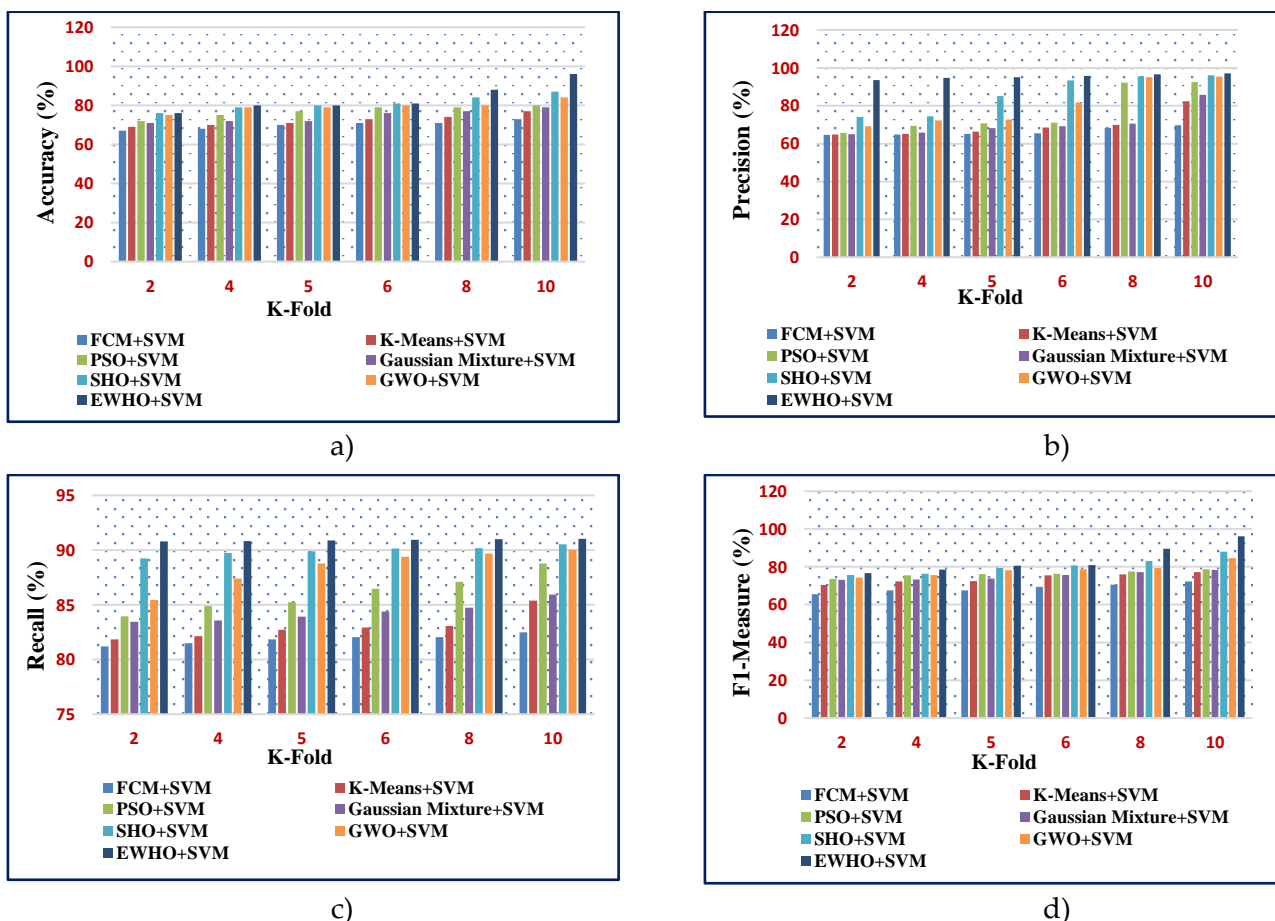 120
100
80
60
40
20
0
Accuracy (%)
2 4 5 6 8 10
K-Fold
FCM+SVM K-Means+SVM
PSO+SVM Gaussian Mixture+SVM
SHO+SVM GWO+SVM
EWHO+SVM
a)
120
100
80
60
40
20
0
Precision (%)
2 4 5 6 8 10
K-Fold
FCM+SVM K-Means+SVM
PSO+SVM Gaussian Mixture+SVM
SHO+SVM GWO+SVM
EWHO+SVM
b)
95
90
85
80
75
Recall (%)
2 4 5 6 8 10
K-Fold
FCM+SVM K-Means+SVM
PSO+SVM Gaussian Mixture+SVM
SHO+SVM GWO+SVM
EWHO+SVM
c)
120
100
80
60
40
20
0
F1-Measure (%)
2 4 5 6 8 10
K-Fold
FCM+SVM K-Means+SVM
PSO+SVM Gaussian Mixture+SVM
SHO+SVM GWO+SVM
EWHO+SVM
d)